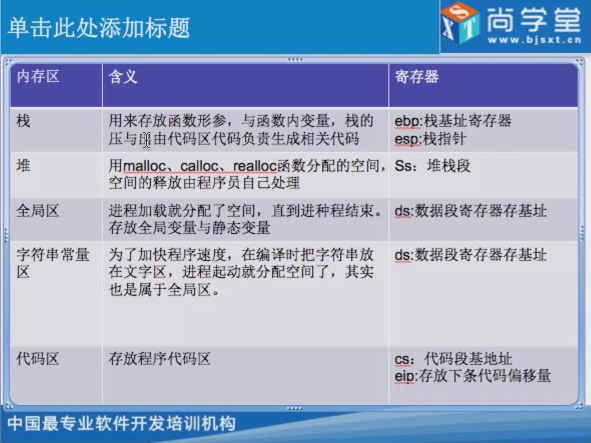 单击此处添加标题
尚学堂
SXT
www.bjsxt.cn
内存区 含义 寄存器
栈 用来存放函数形参，与函数内变量，栈的 ebp:栈基址寄存器
压与 由代码区代码负责生成相关代码 esp:栈指针
堆 用malloc、calloc、realloc函数分配的空间， Ss：堆栈段
空间的释放由程序员自己处理
全局区 进程加载就分配了空间，直到进种程结束。 ds:数据段寄存器存基址
存放全局变量与静态变量
字符串常量 为了加快程序速度，在编译时把字符串放 ds:数据段寄存器存基址
区 在文字区，进程起动就分配空间了，其实
也是属于全局区。
代码区 存放程序代码区 cs：代码段基地址
eip:存放下条代码偏移量
中国最专业软件开发培训机构